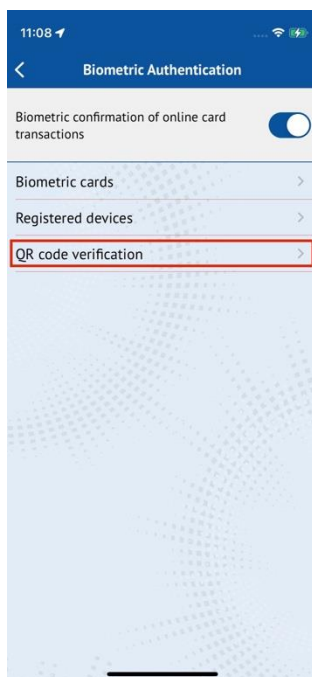 11:08
Biometric Authentication
Biometric confirmation of online card
transactions
Biometric cards
Registered devices
QR code verification